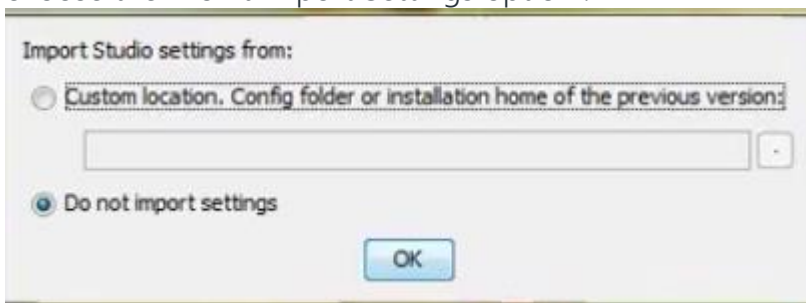 Import Studio settings from:
Custom location. Config folder or installation home of the previous version:
Do not import settings
OK